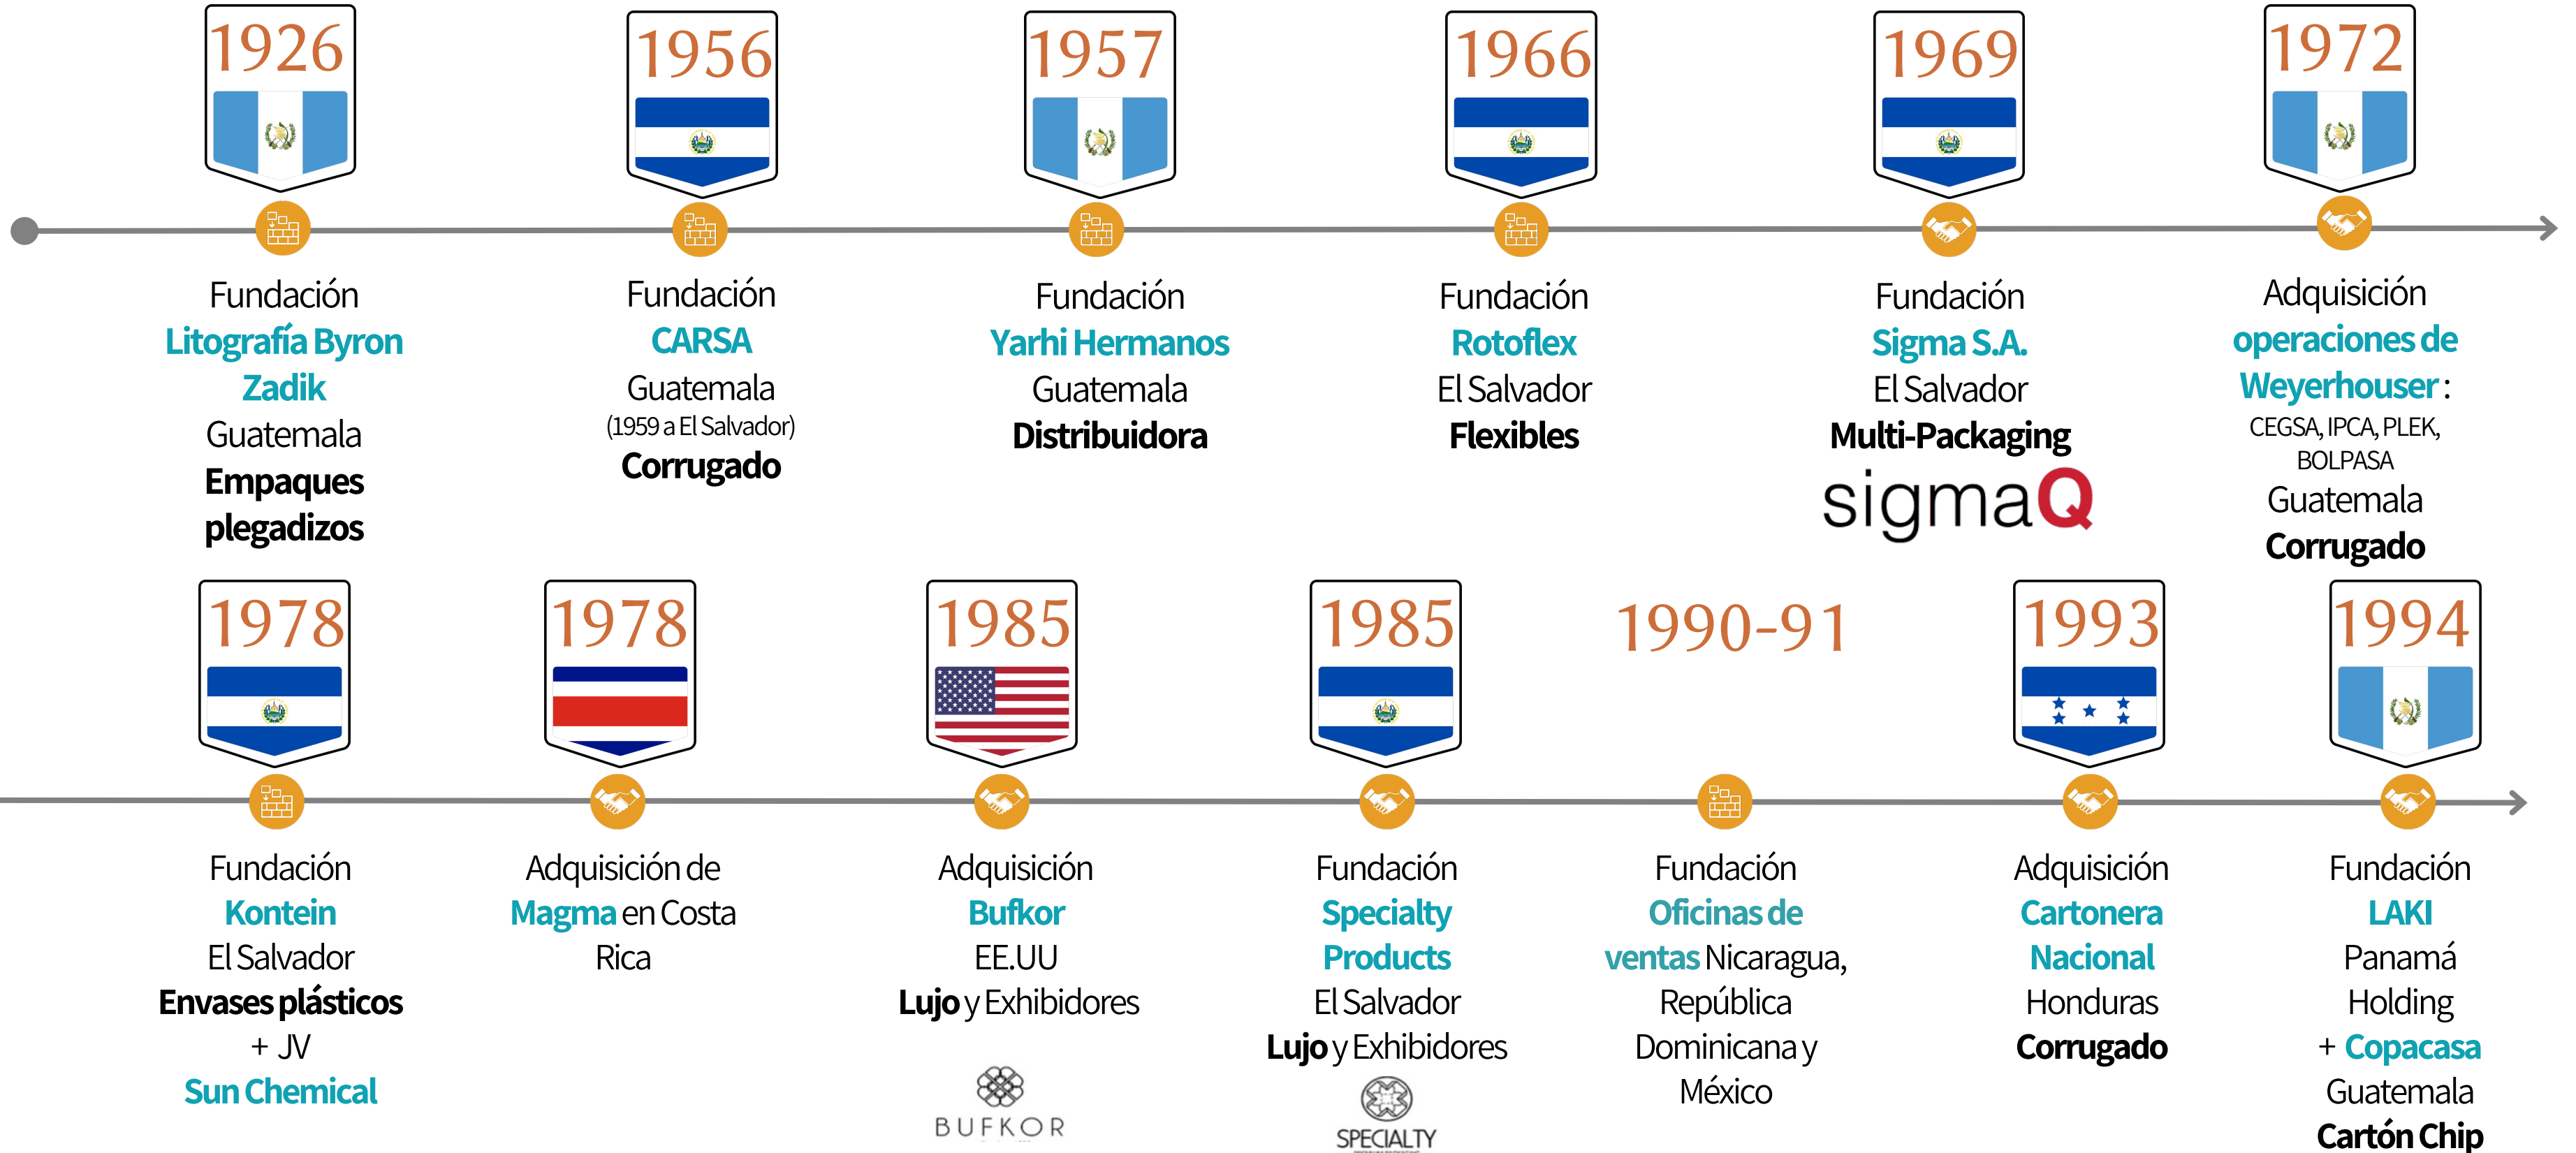 1926
Fundación
Litografía Byron
Zadik
Guatemala
Empaques
plegadizos
1956
Fundación
CARSA
Guatemala
(1959 a El Salvador)
Corrugado
1957
Fundación
Yarhi Hermanos
Guatemala
Distribuidora
1966
Fundación
Rotoflex
El Salvador
Flexibles
1969
Fundación
Sigma S.A.
El Salvador
Multi-Packaging
sigmaQ
1972
Adquisición
operaciones de
Weyerhouser :
CEGSA, IPCA, PLEK,
BOLPASA
Guatemala
Corrugado
1978
Fundación
Kontein
El Salvador
Envases plásticos
+ JV
Sun Chemical
1978
Adquisición de
Magma en Costa
Rica
1985
Adquisición
Bufkor
EE.UU
Lujo y Exhibidores
BUFKOR
1985
Fundación
Specialty
Products
El Salvador
Lujo y Exhibidores
SPECIALTY
1990-91
Fundación
Oficinas de
ventas Nicaragua,
República
Dominicana y
México
1993
Adquisición
Cartonera
Nacional
Honduras
Corrugado
1994
Fundación
LAKI
Panamá
Holding
+ Copacasa
Guatemala
Cartón Chip